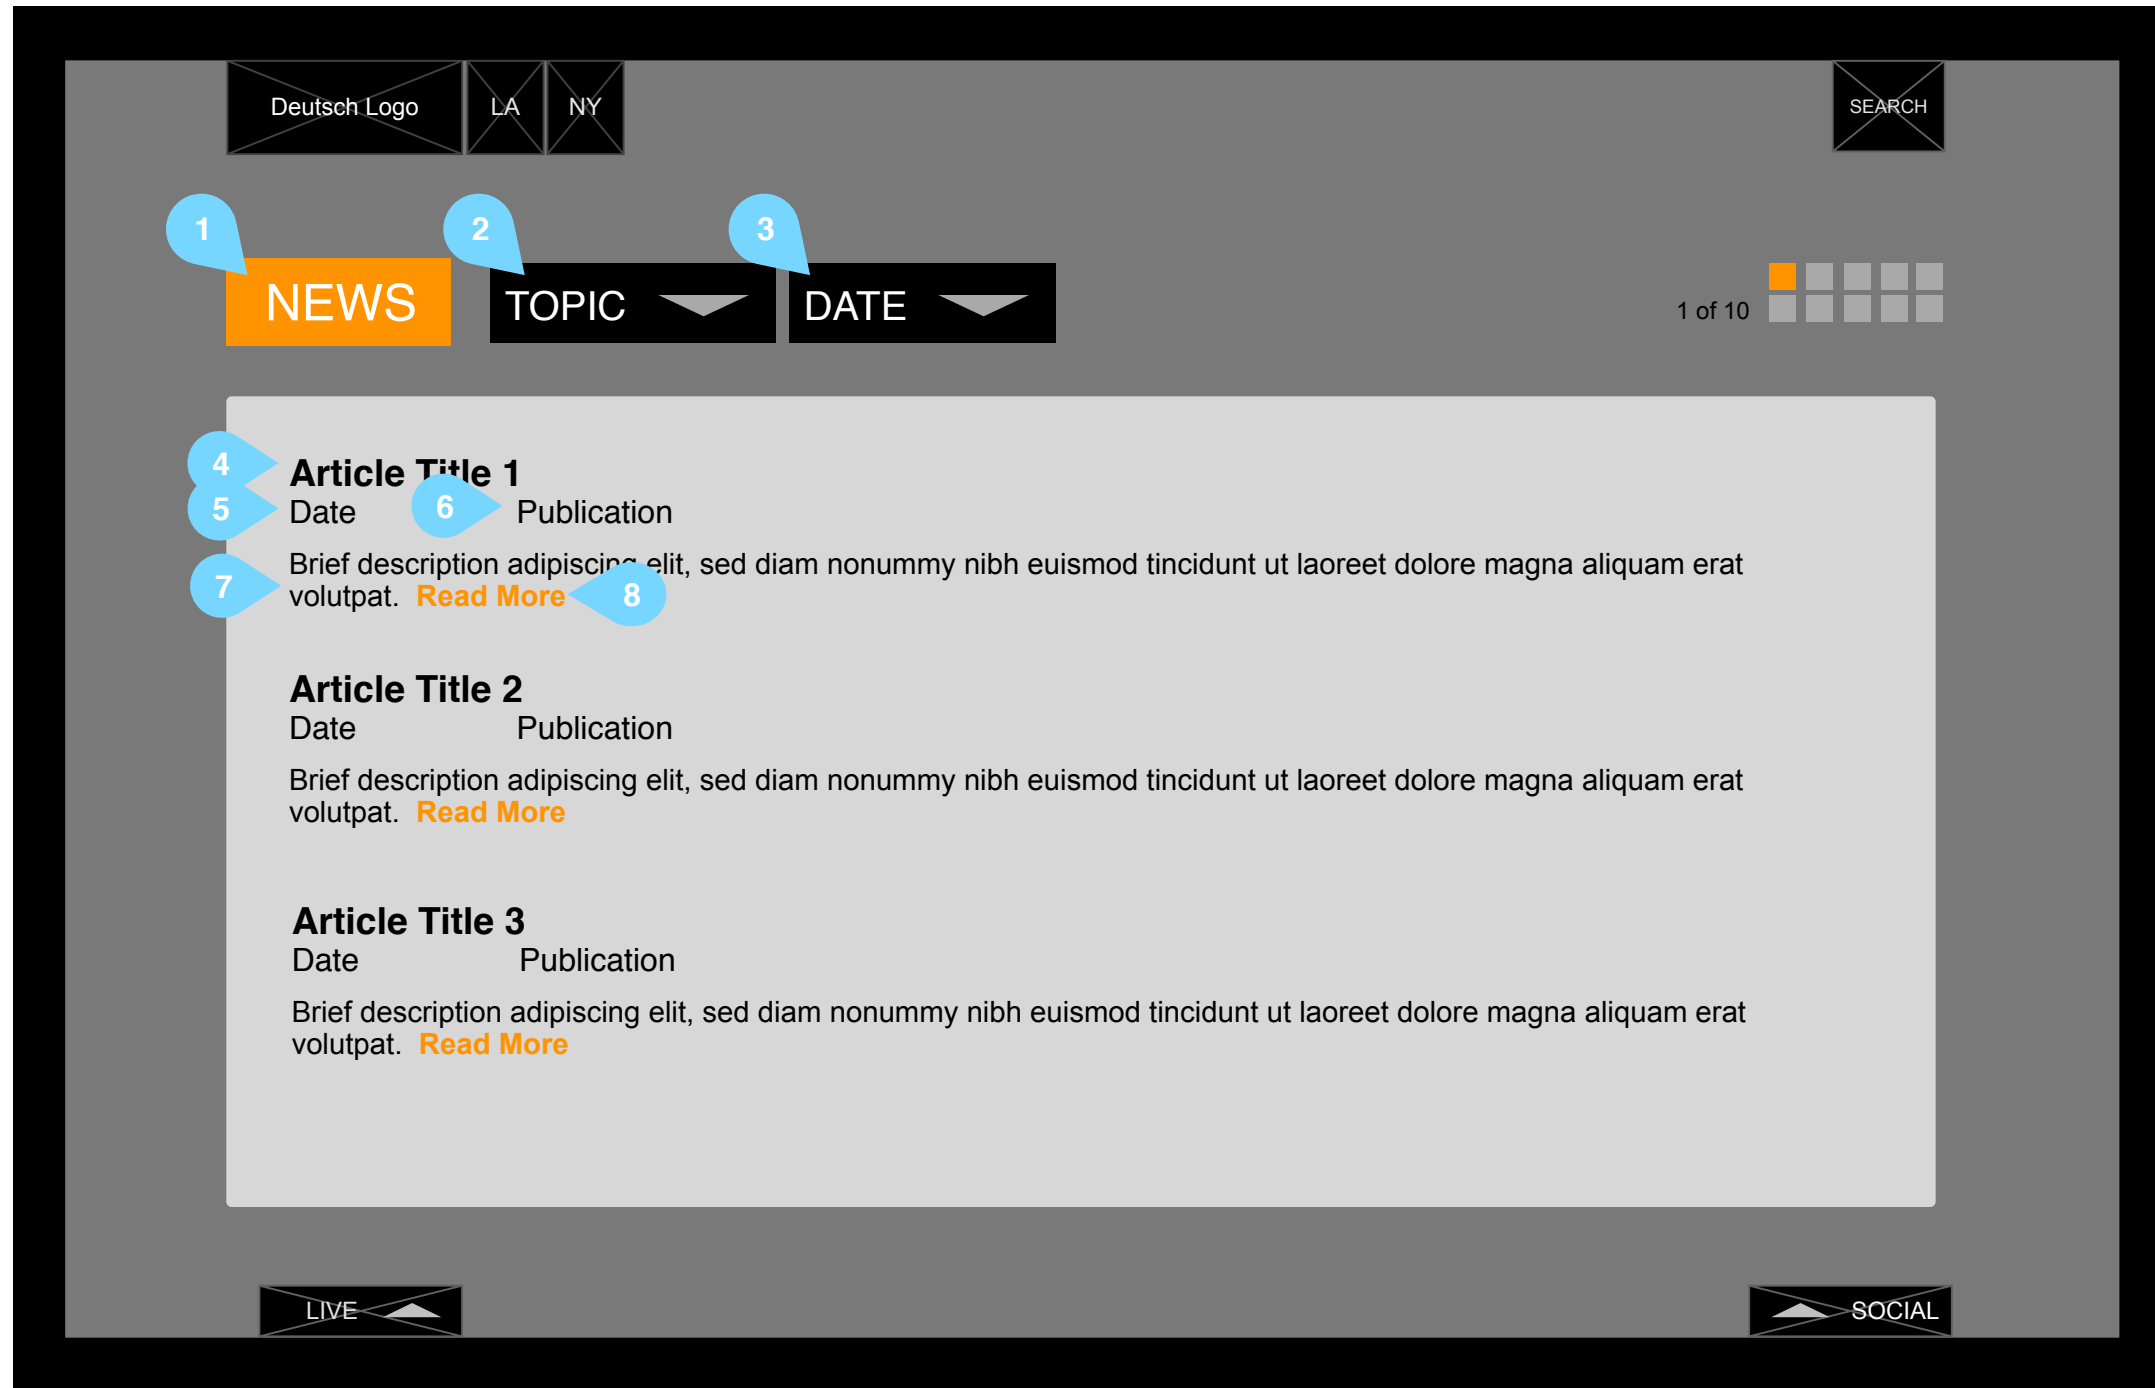 Deutsch Logo LA NY SEARCH
1 2 3
NEWS TOPIC DATE
1 of 10
4 Article Title 1
5 Date 6 Publication
Brief description adipiscing elit, sed diam nonummy nibh euismod tincidunt ut laoreet dolore magna aliquam erat
7 volutpat. Read More 8
Article Title 2
Date Publication
Brief description adipiscing elit, sed diam nonummy nibh euismod tincidunt ut laoreet dolore magna aliquam erat
volutpat. Read More
Article Title 3
Date Publication
Brief description adipiscing elit, sed diam nonummy nibh euismod tincidunt ut laoreet dolore magna aliquam erat
volutpat. Read More
LIVE SOCIAL